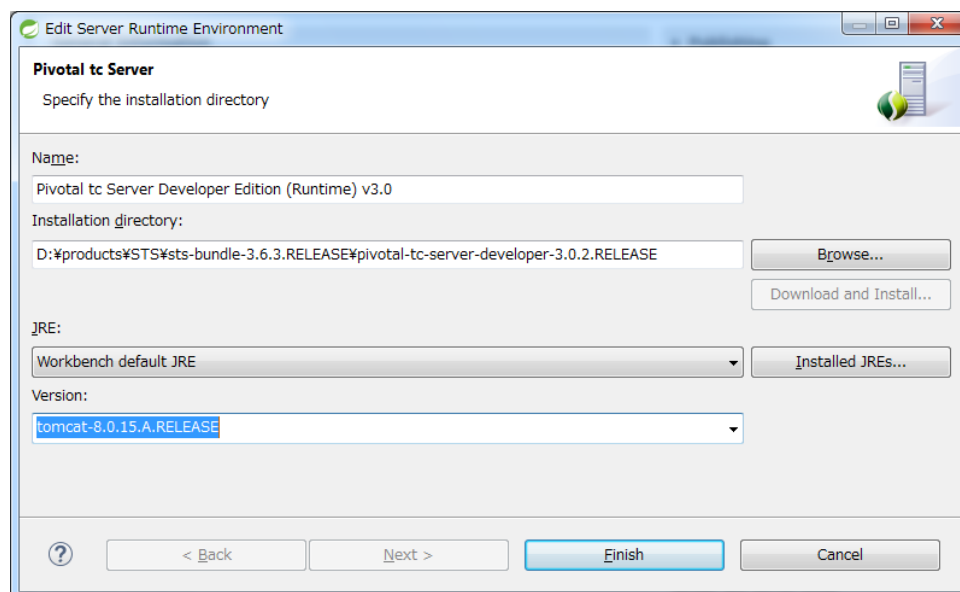 Edit Server Runtime Environment
Pivotal tc Server
Specify the installation directory
Name:
Pivotal tc Server Developer Edition (Runtime) v3.0
Installation directory:
D:¥products¥STS¥sts-bundle-3.6.3.RELEASE¥pivotal-tc-server-developer-3.0.2.RELEASE
Browse...
Download and Install...
JRE:
Workbench default JRE
Installed JREs...
Version:
tomcat-8.0.15.A.RELEASE
?
< Back
Next >
Finish
Cancel